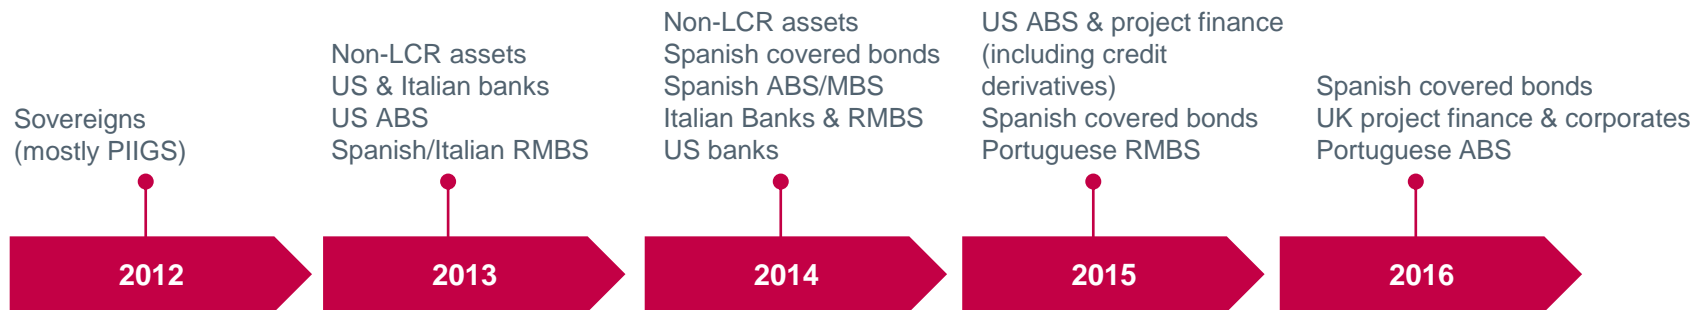 Sovereigns
(mostly PIIGS)
2012
Non-LCR assets
US & Italian banks
US ABS
Spanish/Italian RMBS
2013
Non-LCR assets
Spanish covered bonds
Spanish ABS/MBS
Italian Banks & RMBS
US banks
2014
US ABS & project finance
(including credit
derivatives)
Spanish covered bonds
Portuguese RMBS
2015
Spanish covered bonds
UK project finance & corporates
Portuguese ABS
2016